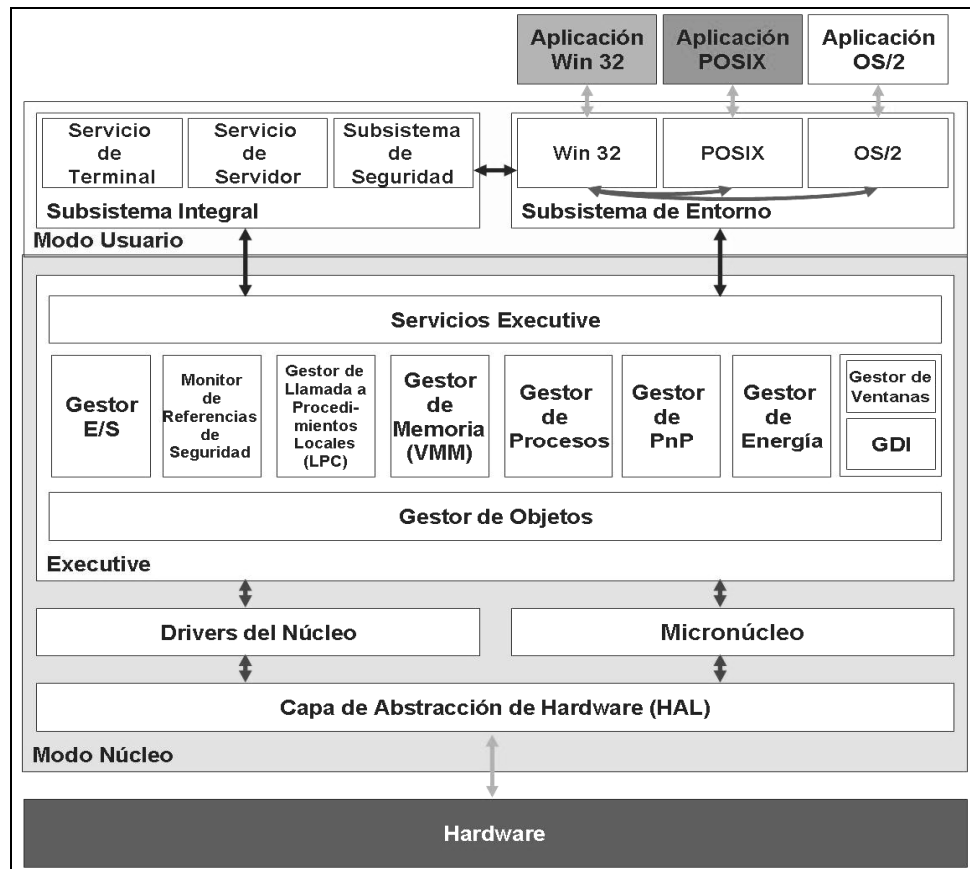 Aplicación
Win 32
Aplicación
POSIX
Aplicación
OS/2
Servicio
de
Terminal
Servicio
de
Servidor
Subsistema
de
Seguridad
Subsistema Integral
Win 32
POSIX
OS/2
Subsistema de Entorno
Modo Usuario
Servicios Executive
Gestor
E/S
Monitor
de
Referencias
de
Seguridad
Gestor de
Llamada a
Procedi-
mientos
Locales
(LPC)
Gestor
de
Memoria
(VMM)
Gestor
de
Procesos
Gestor
de
PnP
Gestor
de
Energía
Gestor de
Ventanas
GDI
Gestor de Objetos
Executive
Drivers del Núcleo
Micronúcleo
Capa de Abstracción de Hardware (HAL)
Modo Núcleo
Hardware